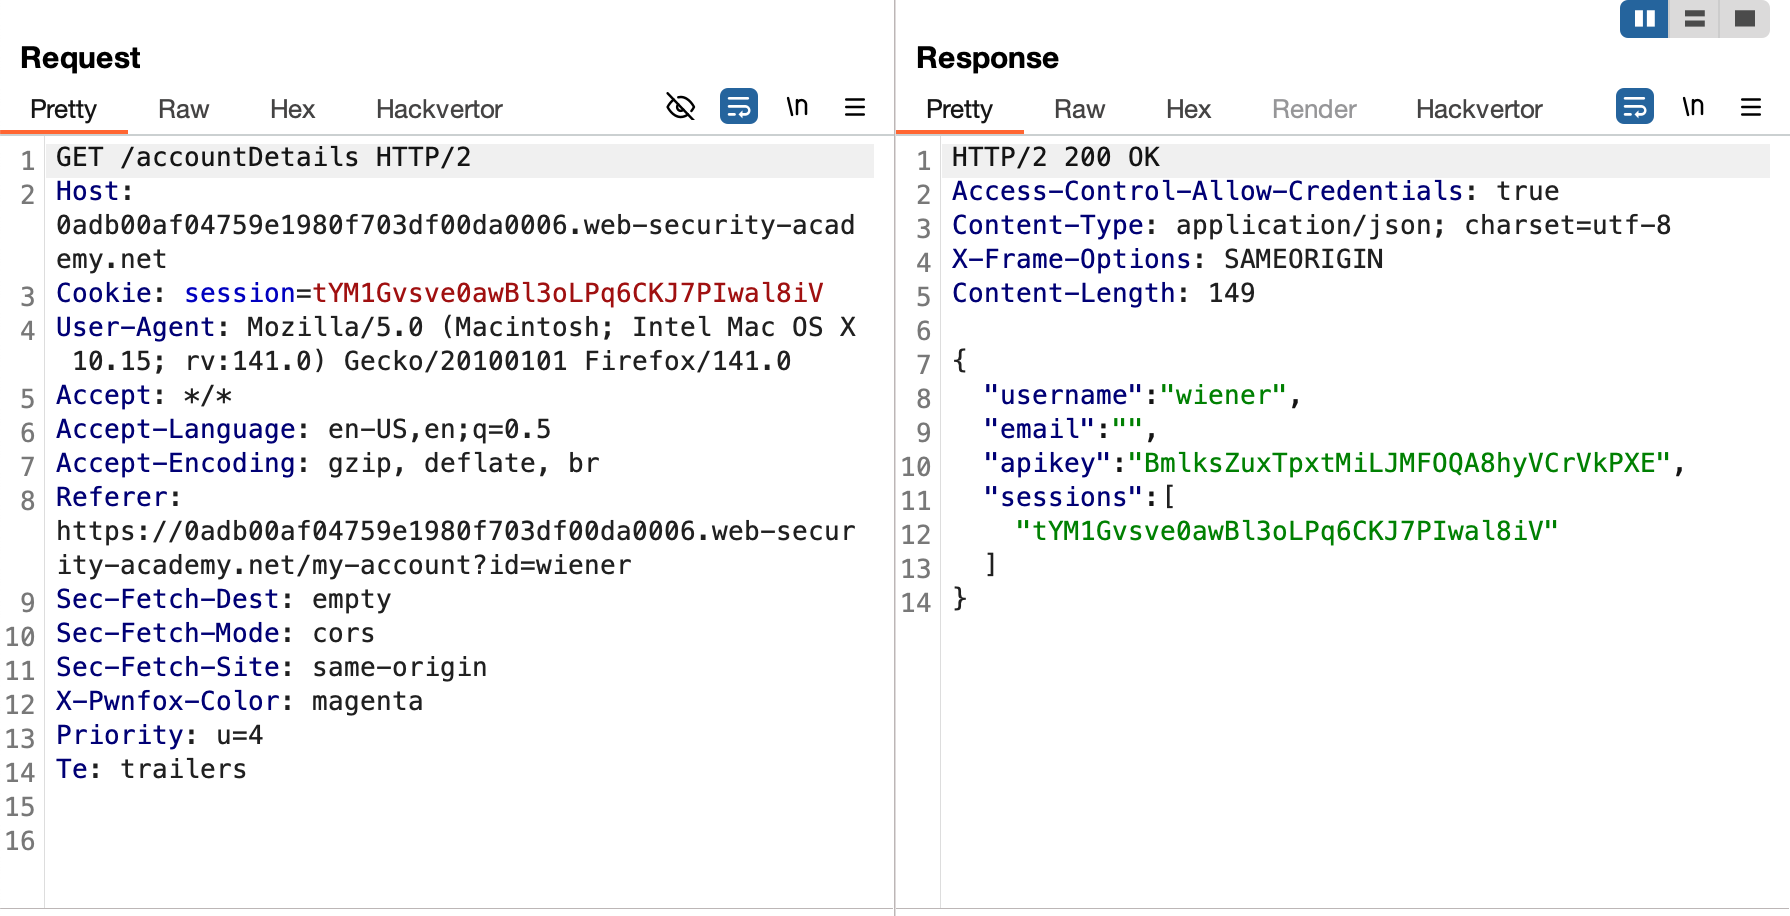 Request
Pretty Raw Hex Hackvertor \n
1 GET /accountDetails HTTP/2
2 Host:
0adb00af04759e1980f703df00da0006.web-security-acad
emy.net
3 Cookie: session=tYM1Gvsve0awBl3oLPq6CKJ7PIwal8iV
4 User-Agent: Mozilla/5.0 (Macintosh; Intel Mac OS X
10.15; rv:141.0) Gecko/20100101 Firefox/141.0
5 Accept: */*
6 Accept-Language: en-US,en;q=0.5
7 Accept-Encoding: gzip, deflate, br
8 Referer:
https://0adb00af04759e1980f703df00da0006.web-secur
ity-academy.net/my-account?id=wiener
9 Sec-Fetch-Dest: empty
10 Sec-Fetch-Mode: cors
11 Sec-Fetch-Site: same-origin
12 X-Pwnfox-Color: magenta
13 Priority: u=4
14 Te: trailers
15
16
Response
Pretty Raw Hex Render Hackvertor \n
1 HTTP/2 200 OK
2 Access-Control-Allow-Credentials: true
3 Content-Type: application/json; charset=utf-8
4 X-Frame-Options: SAMEORIGIN
5 Content-Length: 149
6
7 {
8 "username":"wiener",
9 "email":"",
10 "apikey":"BmlksZuxTpxtMiLJMFOQA8hyVCrVkPXE",
11 "sessions":[
12 "tYM1Gvsve0awBl3oLPq6CKJ7PIwal8iV"
13 ]
14 }